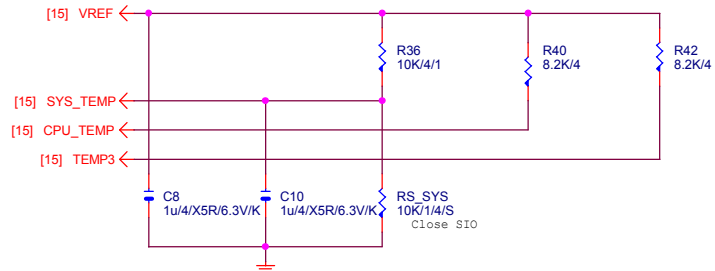 [15] VREF
R36
10K/4/1
R40
8.2K/4
R42
8.2K/4
[15] SYS_TEMP
[15] CPU_TEMP
[15] TEMP3
C8
1u/4/X5R/6.3V/K
C10
1u/4/X5R/6.3V/K
RS_SYS
10K/1/4/S
Close SIO